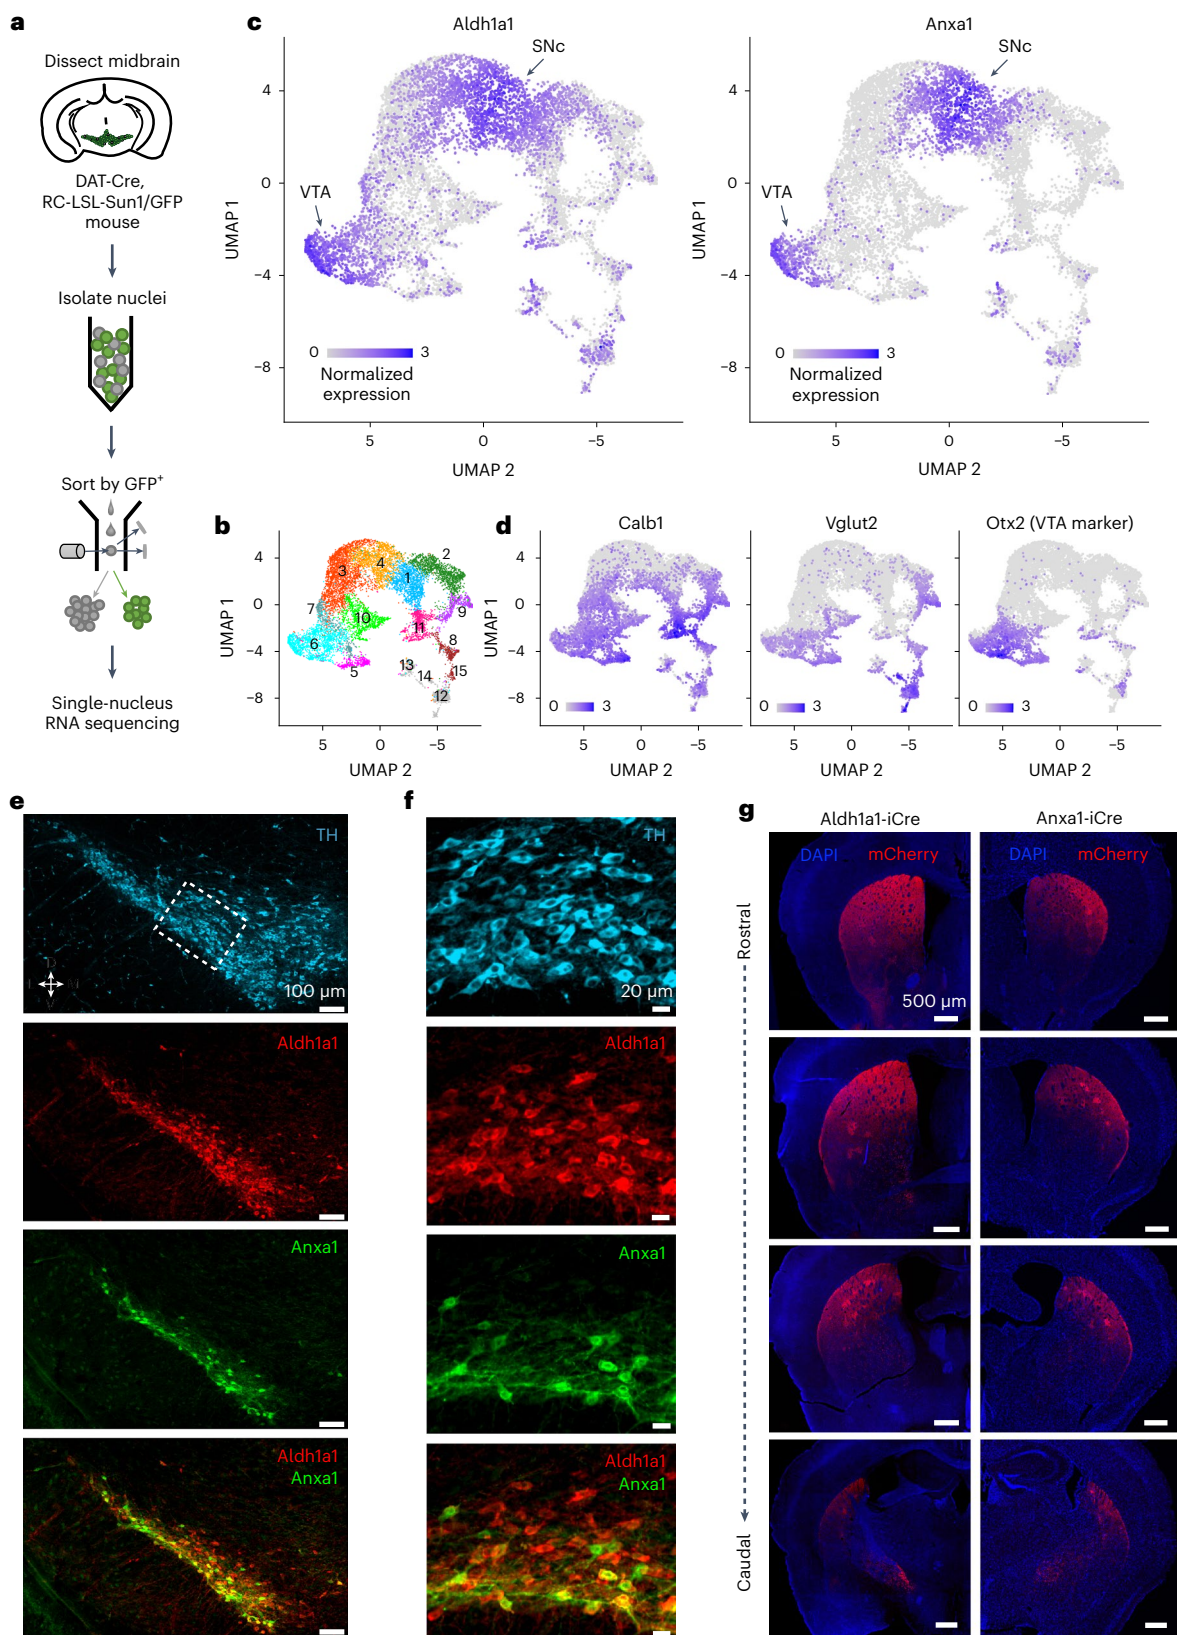 a
Dissect midbrain
DAT-Cre,
RC-LSL-Sun1/GFP
mouse
Isolate nuclei
Sort by GFP+
Single-nucleus
RNA sequencing
c
Aldh1a1
SNc
VTA
UMAP 1
4
0
−4
−8
0 3
Normalized
expression
5 0 −5
UMAP 2
Anxa1
SNc
VTA
UMAP 1
4
0
−4
−8
0 3
Normalized
expression
5 0 −5
UMAP 2
b
UMAP 1
4
0
−4
−8
1
2
3
4
5
6
7
8
9
10
11
12
13
14
15
5 0 −5
UMAP 2
d
Calb1
UMAP 1
4
0
−4
−8
0 3
5 0 −5
UMAP 2
Vglut2
0 3
5 0 −5
UMAP 2
Otx2 (VTA marker)
0 3
5 0 −5
UMAP 2
e
TH
100 µm
Aldh1a1
Anxa1
Aldh1a1
Anxa1
f
TH
20 µm
Aldh1a1
Anxa1
Aldh1a1
Anxa1
g
Aldh1a1-iCre
Anxa1-iCre
DAPI mCherry
DAPI mCherry
500 µm
Rostral
Caudal